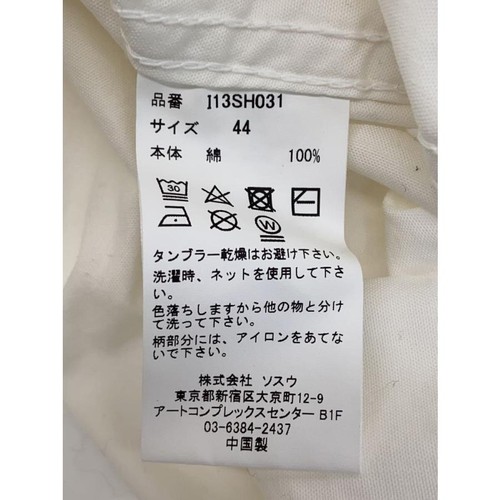 品番 I13SH031
サイズ 44
本体 綿 100%
30
W
タンブラー乾燥はお避け下さい。
洗濯時、ネットを使用して下さい。
色落ちしますから他の物と分け
て洗って下さい。
柄部分には、アイロンをあてな
いで下さい。
株式会社 ソスウ
東京都新宿区大京町12-9
アートコンプレックスセンター B1F
03-6384-2437
中国製